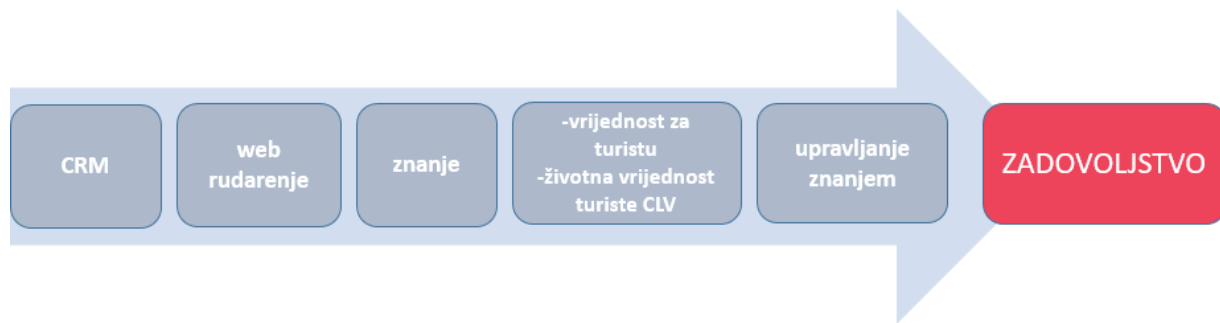 CRM
web
rudarenje
znanje
-vrijednost za
turistu
-životna vrijednost
turiste CLV
upravljanje
znanjem
ZADOVOLJSTVO